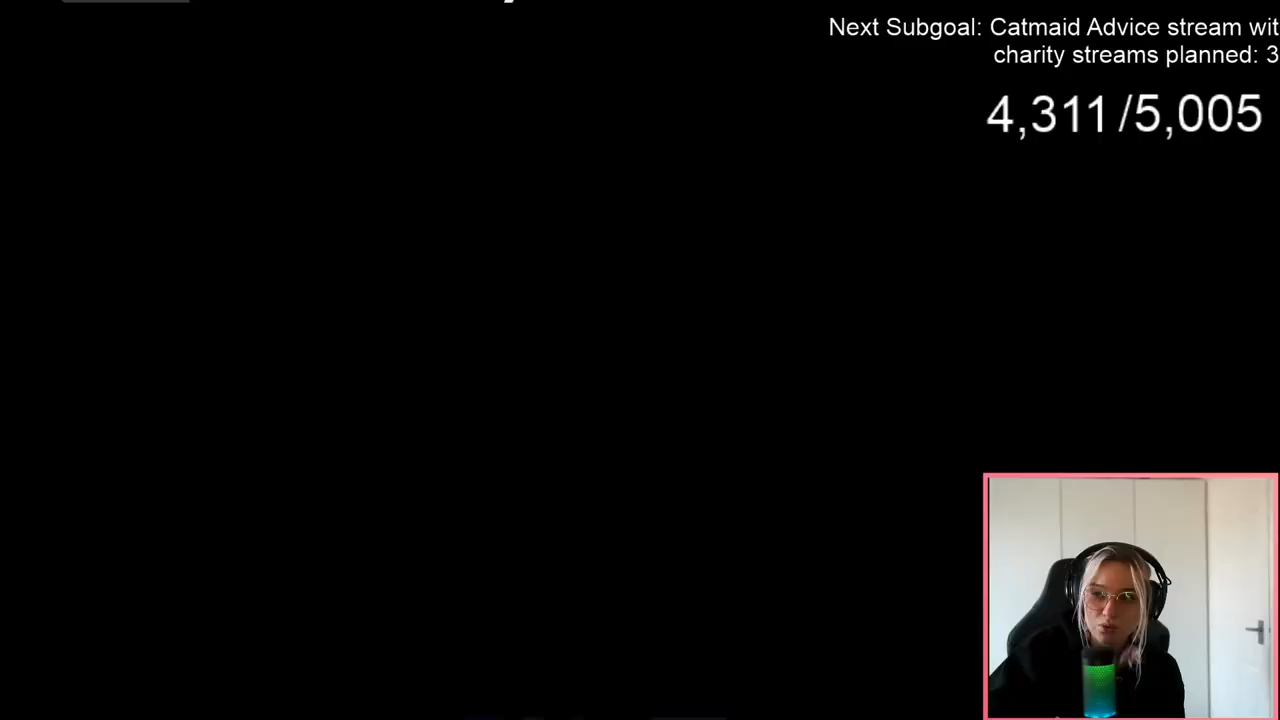 Next Subgoal: Catmaid Advice stream wit
charity streams planned: 3
4,311/5,005